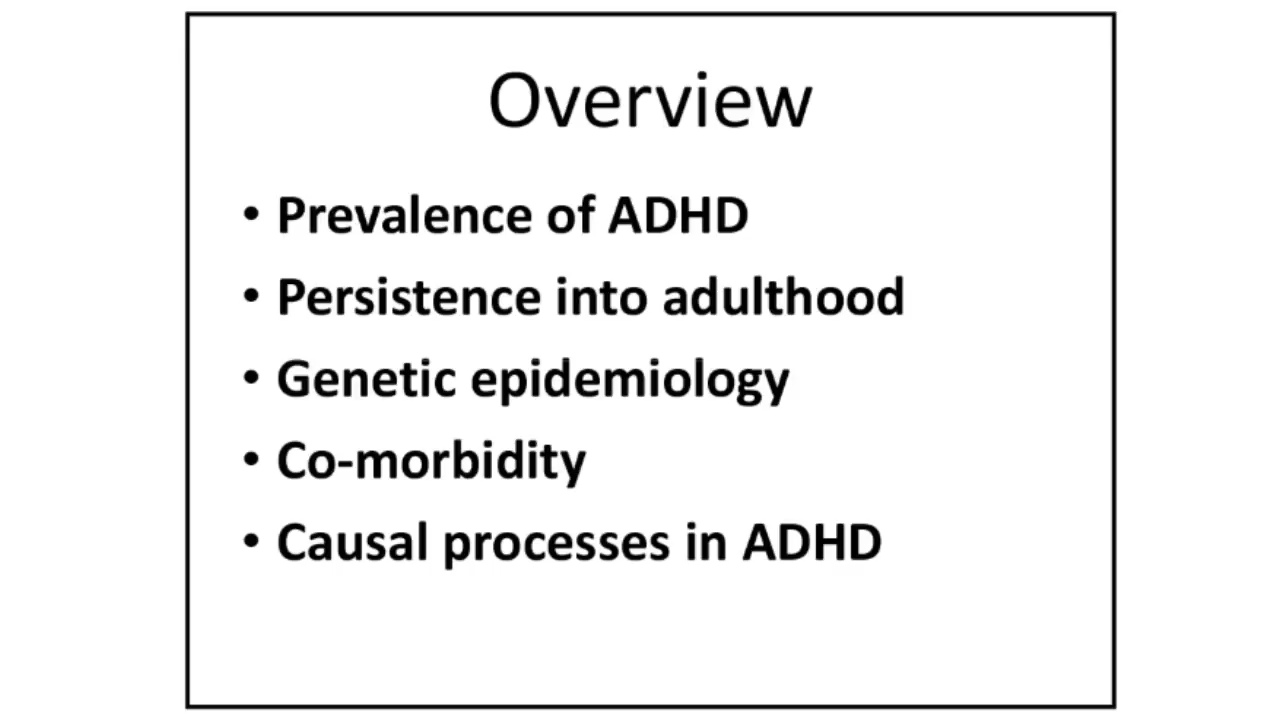 Overview
• Prevalence of ADHD
• Persistence into adulthood
• Genetic epidemiology
• Co-morbidity
• Causal processes in ADHD